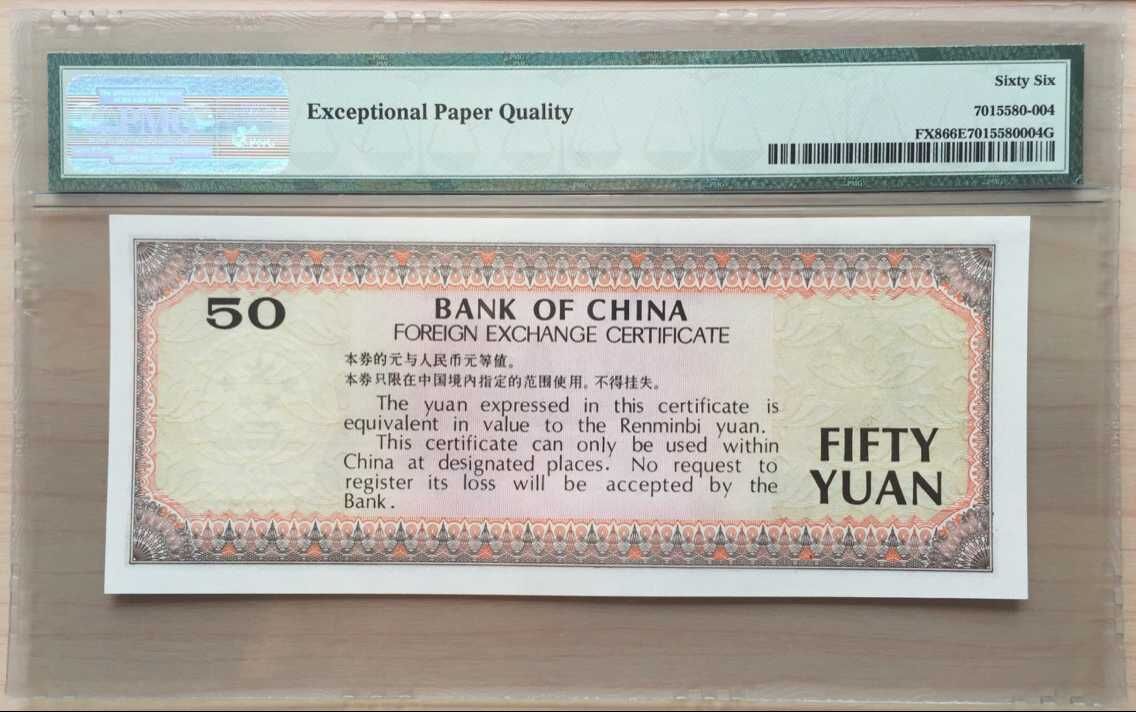 PMG
Exceptional Paper Quality
Sixty Six
7015580-004
FX866E7015580004G
50
BANK OF CHINA
FOREIGN EXCHANGE CERTIFICATE
本券的元与人民币元等值。
本券只限在中国境内指定的范围使用。不得挂失。
The yuan expressed in this certificate is
equivalent in value to the Renminbi yuan.
This certificate can only be used within
China at designated places. No request to
register its loss will be accepted by the
Bank.
FIFTY
YUAN